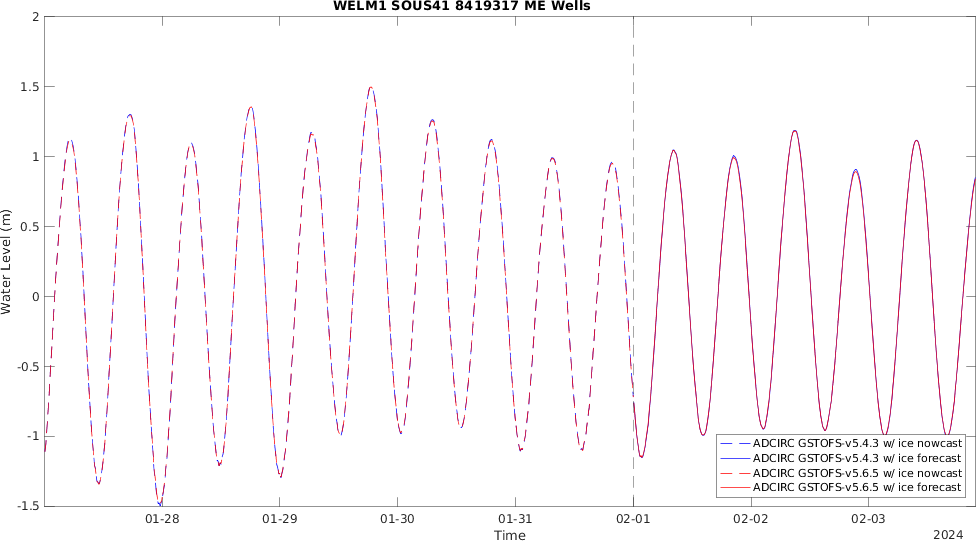 WELM1 SOUS41 8419317 ME Wells
Water Level (m)
2
1.5
1
0.5
0
-0.5
-1
-1.5
01-28
01-29
01-30
01-31
02-01
02-02
02-03
Time
2024
ADCIRC GSTOFS-v5.4.3 w/ ice nowcast
ADCIRC GSTOFS-v5.4.3 w/ ice forecast
ADCIRC GSTOFS-v5.6.5 w/ ice nowcast
ADCIRC GSTOFS-v5.6.5 w/ ice forecast